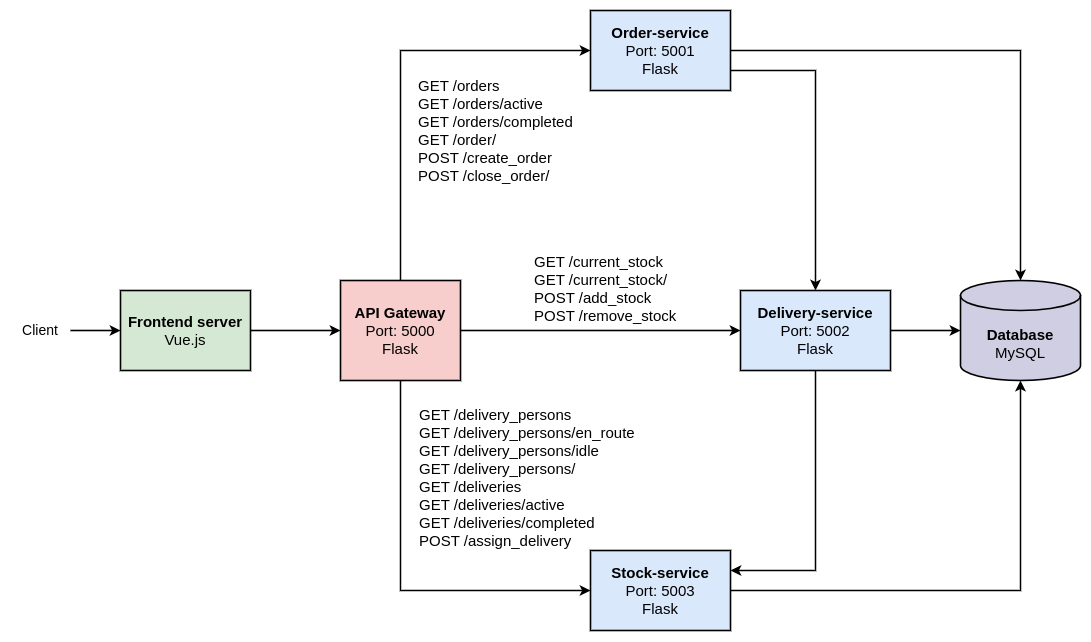 Order-service
Port: 5001
Flask
GET /orders
GET /orders/active
GET /orders/completed
GET /order/
POST /create_order
POST /close_order/
GET /current_stock
GET /current_stock/
POST /add_stock
POST /remove_stock
Client
Frontend server
Vue.js
API Gateway
Port: 5000
Flask
Delivery-service
Port: 5002
Flask
Database
MySQL
GET /delivery_persons
GET /delivery_persons/en_route
GET /delivery_persons/idle
GET /delivery_persons/
GET /deliveries
GET /deliveries/active
GET /deliveries/completed
POST /assign_delivery
Stock-service
Port: 5003
Flask